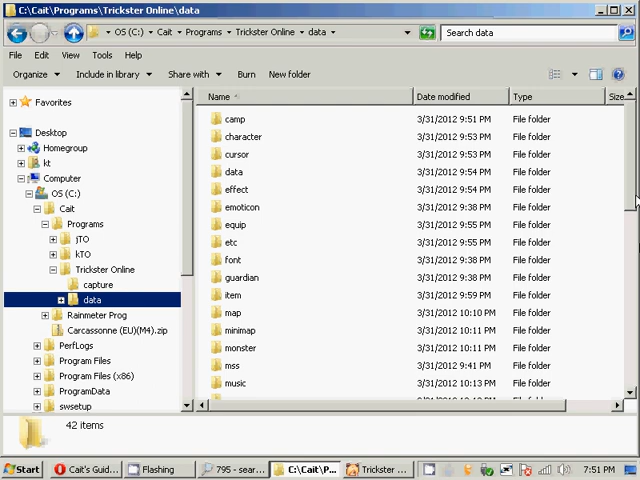 C:\Cait\Programs\Trickster Online\data
OS (C:) Cait Programs Trickster Online data
Search data
File Edit View Tools Help
Organize Include in library Share with Burn New folder
Favorites
Desktop
Homegroup
kt
Computer
OS (C:)
Cait
Programs
jTO
kTO
Trickster Online
capture
data
Rainmeter Prog
Carcassonne (EU)(M4).zip
PerfLogs
Program Files
Program Files (x86)
ProgramData
swsetup
Name Date modified Type Size
camp 3/31/2012 9:51 PM File folder
character 3/31/2012 9:53 PM File folder
cursor 3/31/2012 9:53 PM File folder
data 3/31/2012 9:54 PM File folder
effect 3/31/2012 9:54 PM File folder
emoticon 3/31/2012 9:38 PM File folder
equip 3/31/2012 9:55 PM File folder
etc 3/31/2012 9:55 PM File folder
font 3/31/2012 9:38 PM File folder
guardian 3/31/2012 9:38 PM File folder
item 3/31/2012 9:59 PM File folder
map 3/31/2012 10:10 PM File folder
minimap 3/31/2012 10:11 PM File folder
monster 3/31/2012 10:11 PM File folder
mss 3/31/2012 9:41 PM File folder
music 3/31/2012 10:13 PM File folder
42 items
Start Cait's Guid... Flashing 795 - sear... C:\Cait\P... Trickster ... 7:51 PM